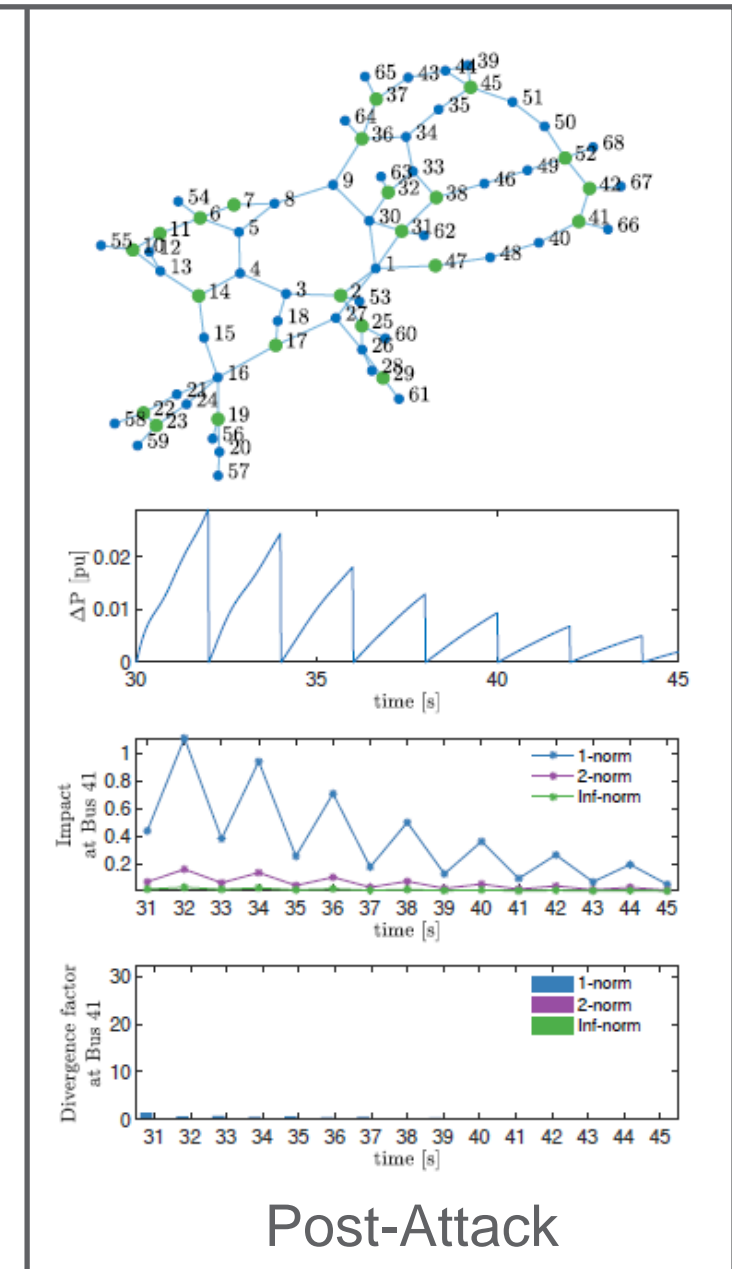 39
65 43 44
37 45
35 51
64
36 34 50
68
33 49 52
63
9 46 42 67
32 38
54 7 8
6 30 41 66
11 5 31 62 40
55 10 12 48
13 4 1 47
14 3 2 53
18 27 25
15 17 60
26
16 28 29
21 61
24
58 22
23 19
59 56
20
57
ΔP [pu]
0.02
0.01
0
30 35 40 45
time [s]
Impact
at Bus 41
1
0.8
0.6
0.4
0.2
1-norm
2-norm
Inf-norm
31 32 33 34 35 36 37 38 39 40 41 42 43 44 45
time [s]
Divergence factor
at Bus 41
30
20
10
0
1-norm
2-norm
Inf-norm
31 32 33 34 35 36 37 38 39 40 41 42 43 44 45
time [s]
Post-Attack